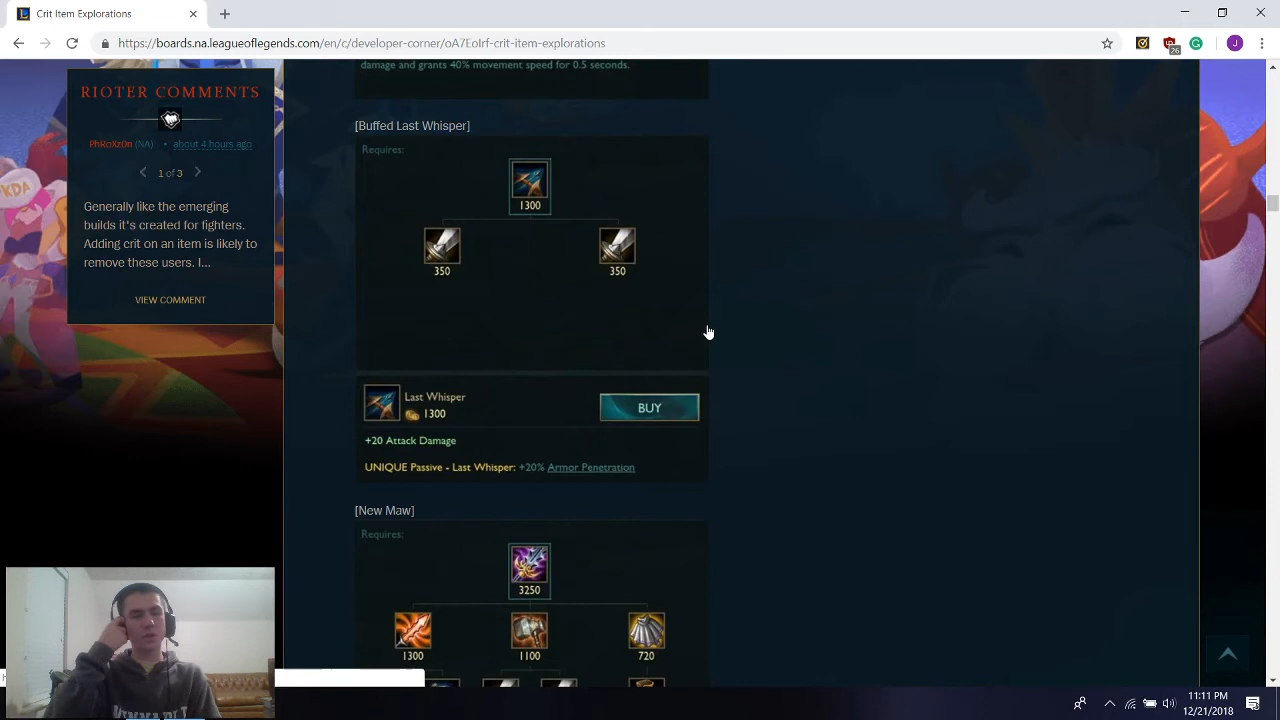 Crit Item Explorations
https://boards.na.leagueoflegends.com/en/c/developer-corner/oA7EolRf-crit-item-explorations
26
J
RIOTER COMMENTS
PhRoXz0n (NA) • about 4 hours ago
1 of 3
Generally like the emerging
builds it's created for fighters.
Adding crit on an item is likely to
remove these users. I...
VIEW COMMENT
damage and grants 40% movement speed for 0.5 seconds.
[Buffed Last Whisper]
Requires:
1300
350
350
Last Whisper
1300
BUY
+20 Attack Damage
UNIQUE Passive - Last Whisper: +20% Armor Penetration
[New Maw]
Requires:
3250
1300
1100
720
11:11 PM
12/21/2018